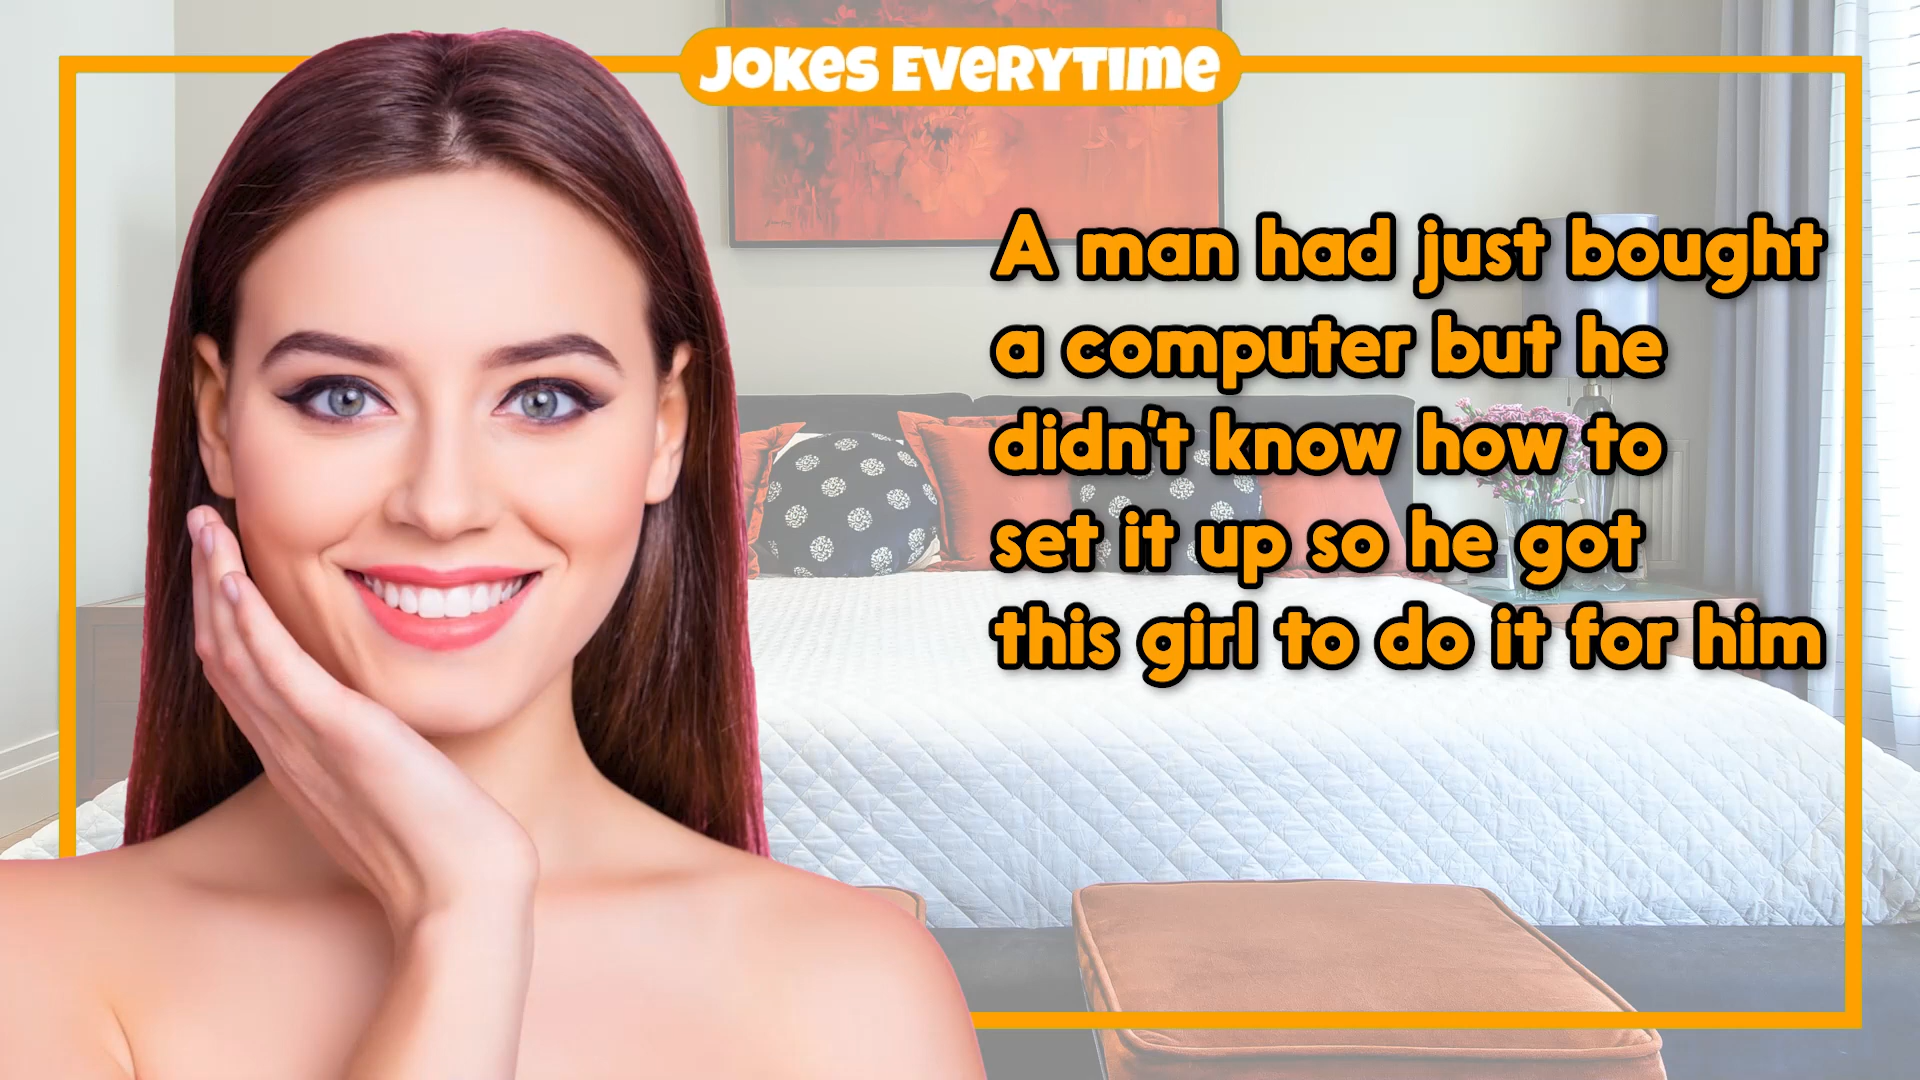 JOKES EVERYTIME
A man had just bought
a computer but he
didn't know how to
set it up so he got
this girl to do it for him